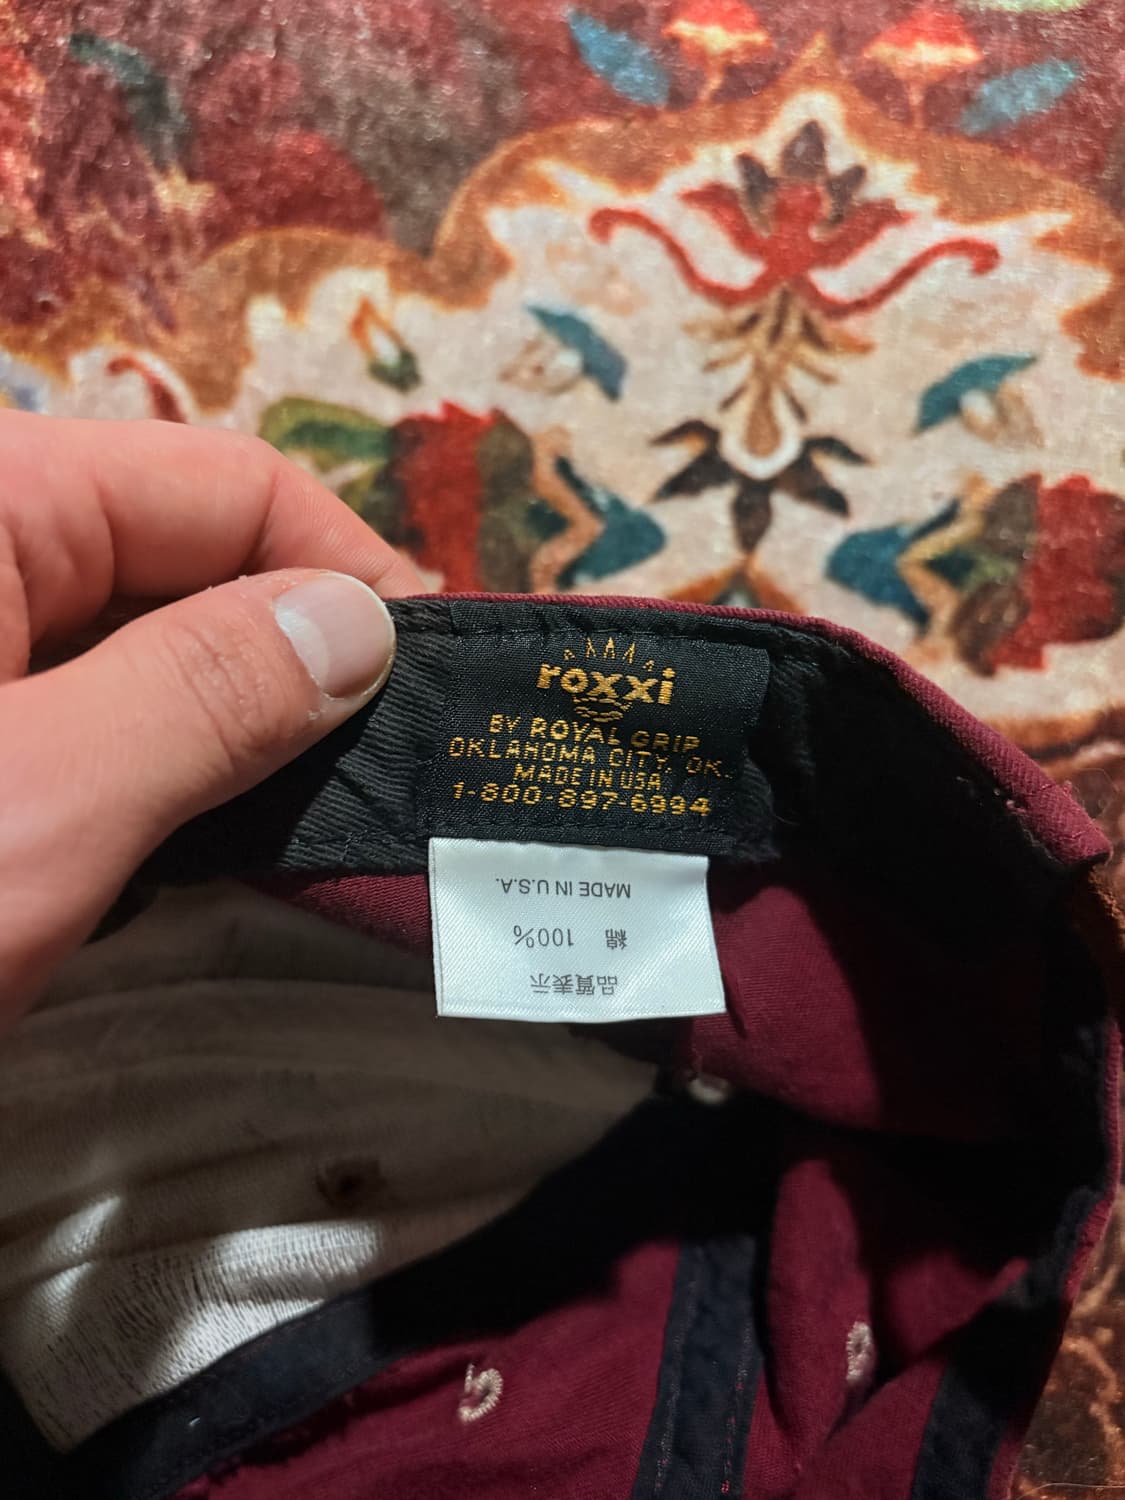 roxxi
BY ROYAL GRIP
OKLAHOMA CITY, OK.
MADE IN USA
1-800-897-6994
品質表示
綿 100%
MADE IN U.S.A.